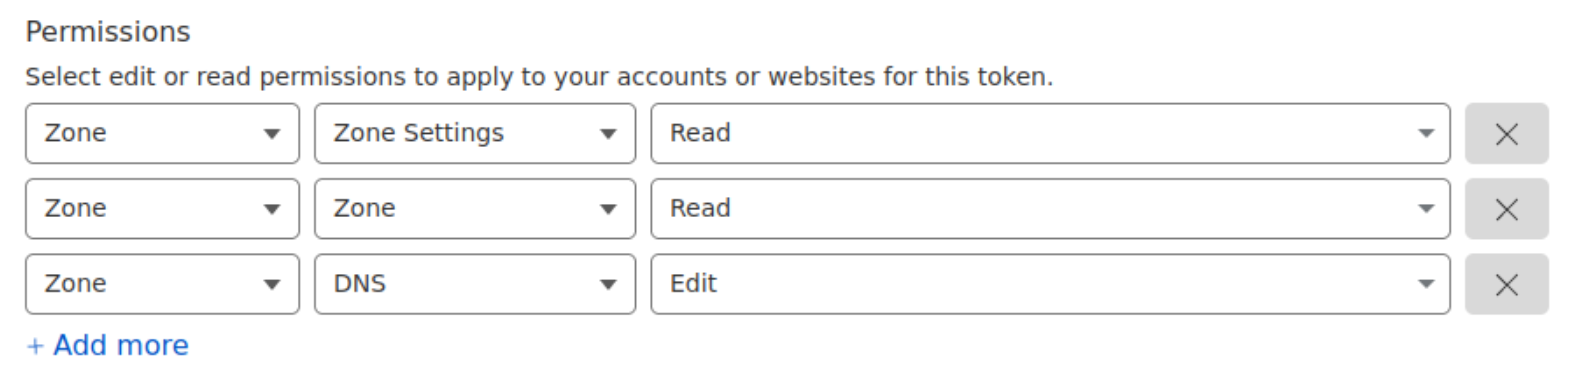 Permissions
Select edit or read permissions to apply to your accounts or websites for this token.
Zone Zone Settings Read
Zone Zone Read
Zone DNS Edit
+ Add more